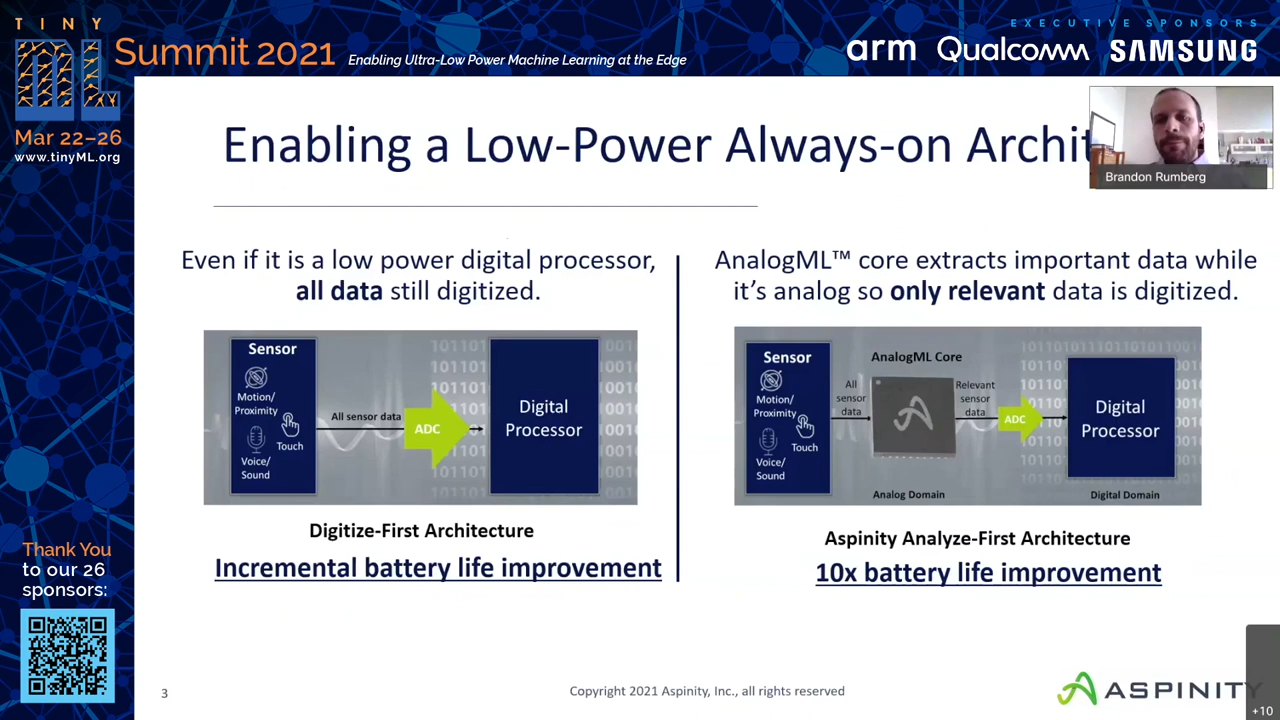 TINY
ML
Summit 2021
Enabling Ultra-Low Power Machine Learning at the Edge
EXECUTIVE SPONSORS
arm Qualcomm SAMSUNG
Mar 22–26
www.tinyML.org
Enabling a Low-Power Always-on Archit
Brandon Rumberg
Even if it is a low power digital processor,
all data still digitized.
Sensor
Motion/
Proximity
Touch
Voice/
Sound
All sensor data
ADC
Digital
Processor
Digitize-First Architecture
Incremental battery life improvement
AnalogML™ core extracts important data while
it's analog so only relevant data is digitized.
Sensor
Motion/
Proximity
Touch
Voice/
Sound
All
sensor
data
AnalogML Core
Relevant
sensor
data
ADC
Digital
Processor
Analog Domain
Digital Domain
Aspinity Analyze-First Architecture
10x battery life improvement
Thank You
to our 26
sponsors:
3
Copyright 2021 Aspinity, Inc., all rights reserved
ASPINITY
+10